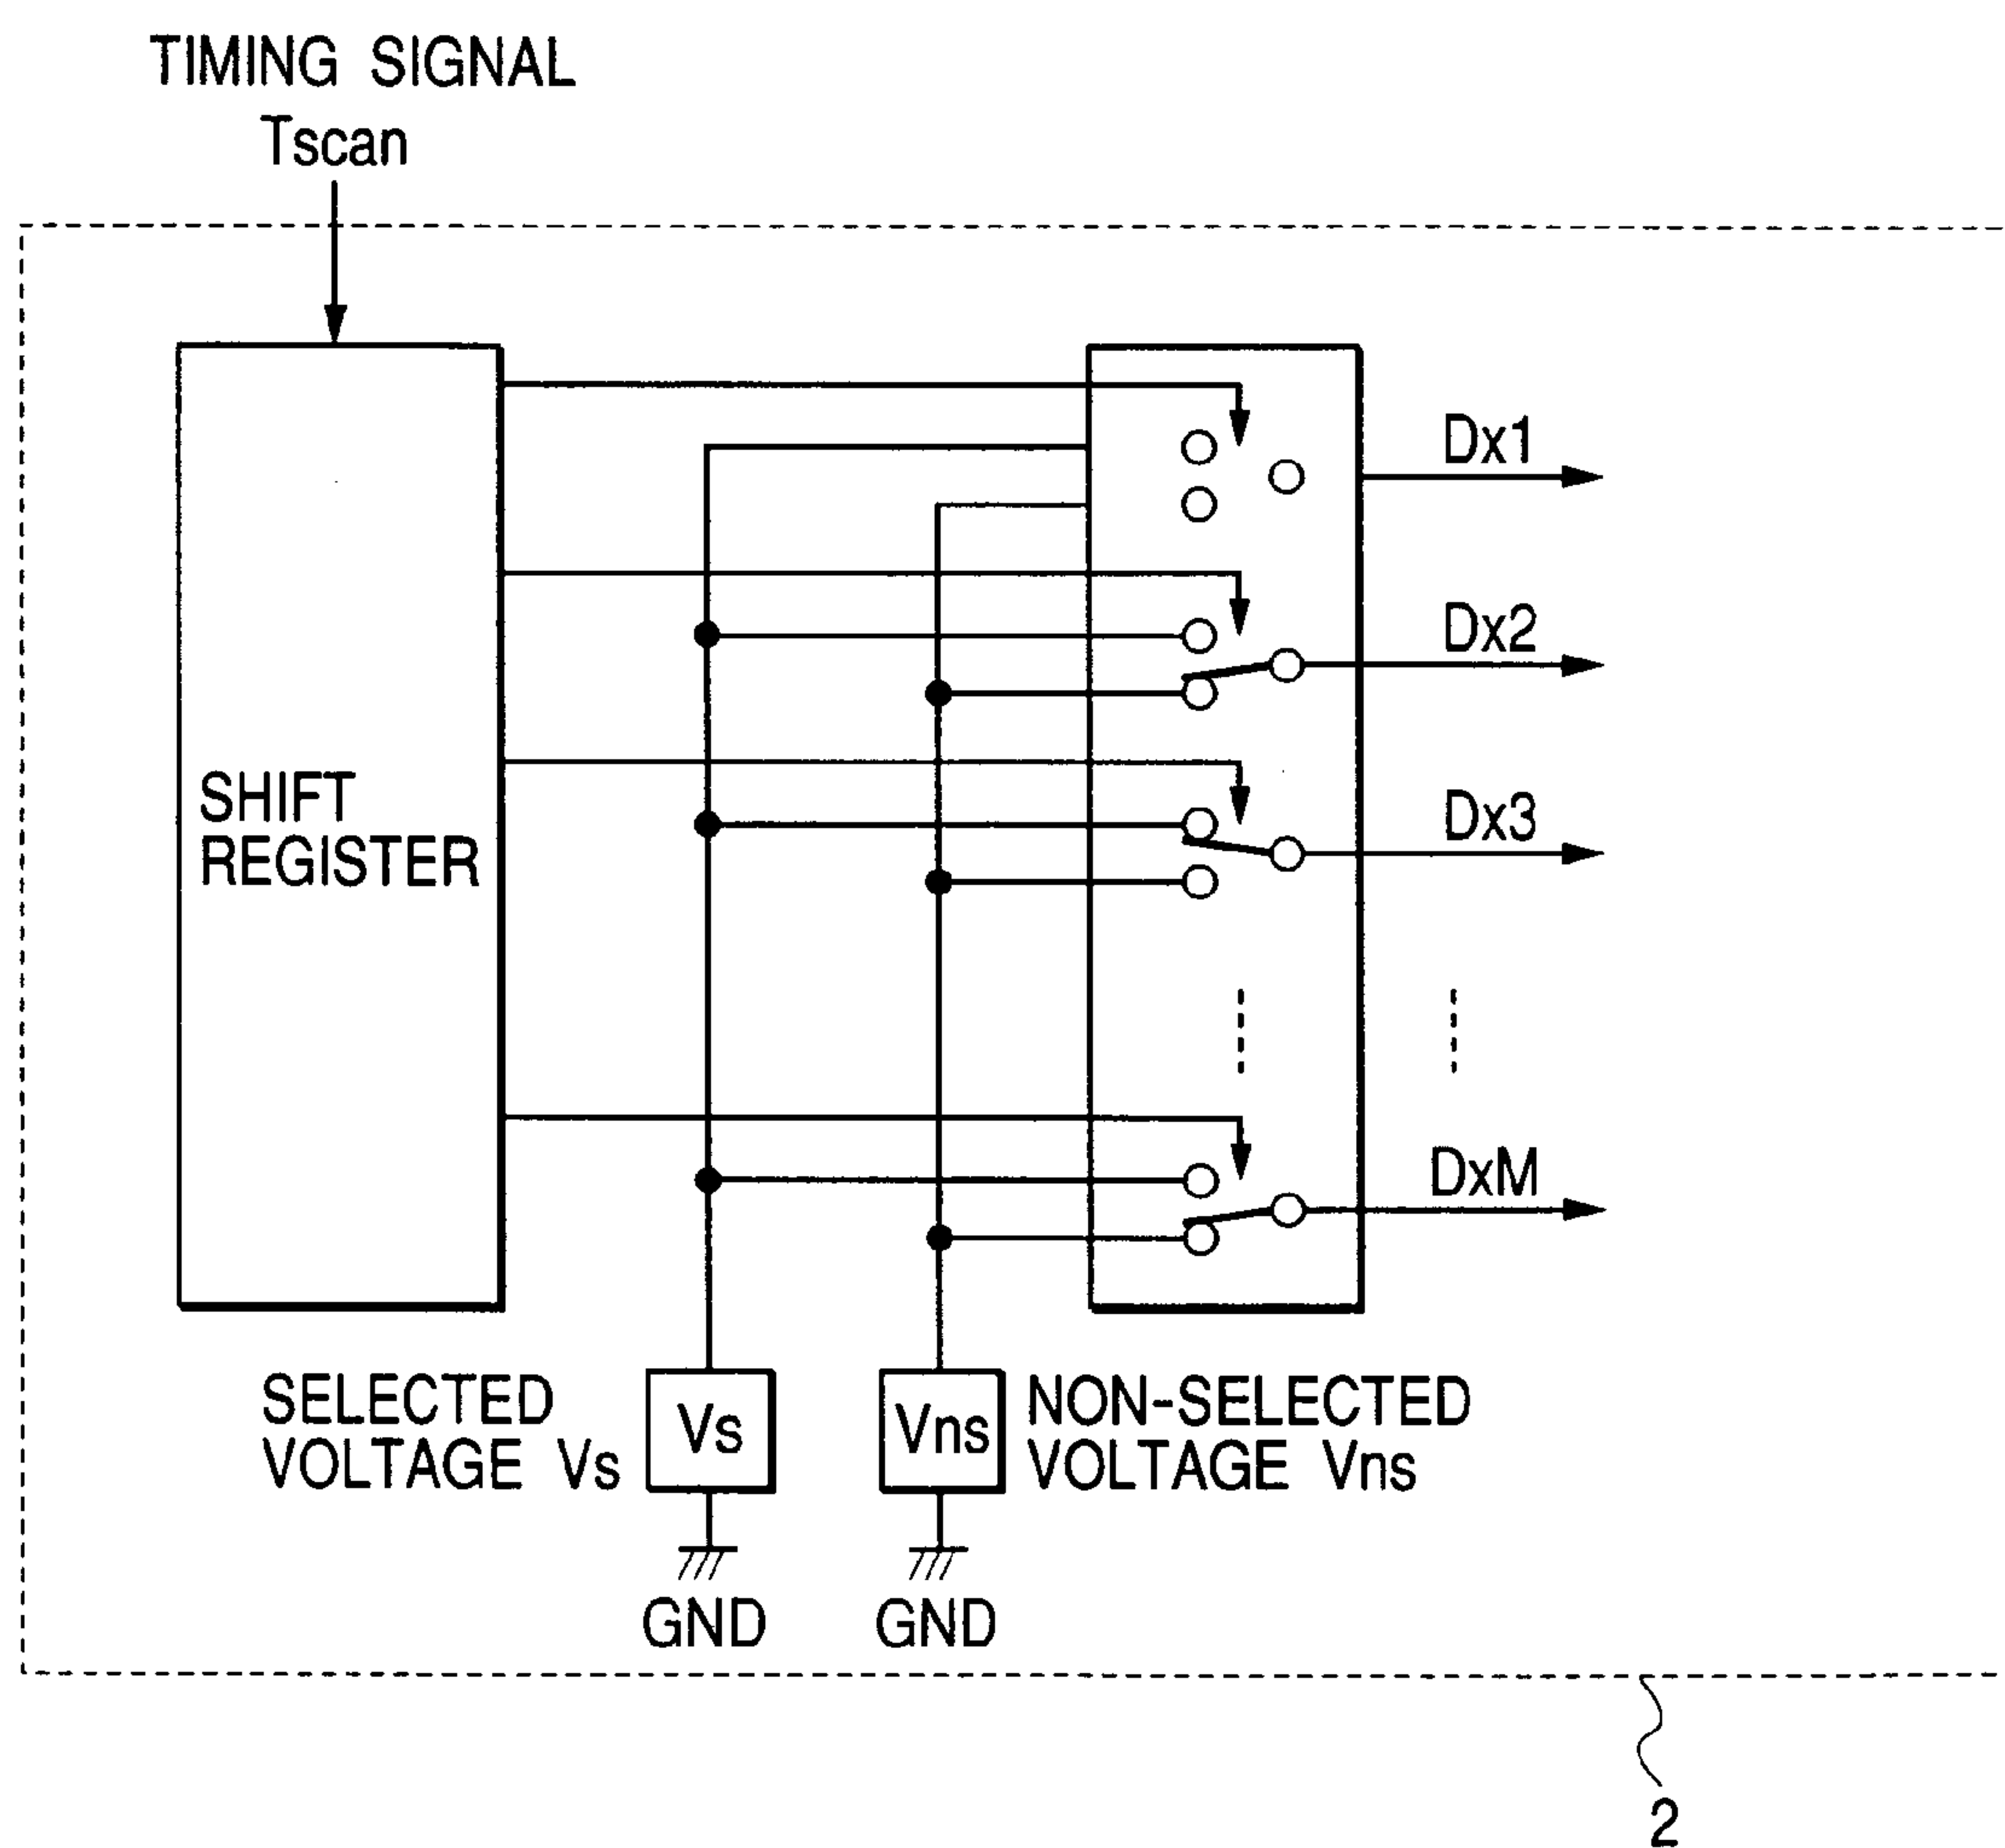 TIMING SIGNAL
Tscan
Dx1
Dx2
Dx3
SHIFT
REGISTER
DxM
SELECTED
VOLTAGE Vs
Vs
Vns
NON-SELECTED
VOLTAGE Vns
GND
GND
2